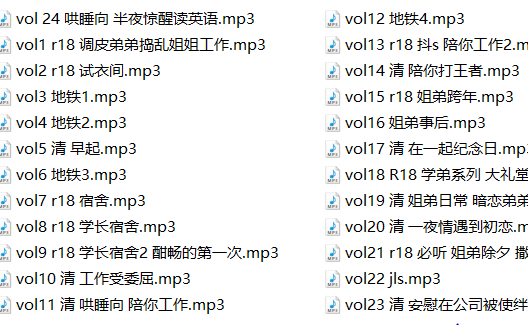 vol 24 哄睡向 半夜惊醒读英语.mp3
vol1 r18 调皮弟弟捣乱姐姐工作.mp3
vol2 r18 试衣间.mp3
vol3 地铁1.mp3
vol4 地铁2.mp3
vol5 清 早起.mp3
vol6 地铁3.mp3
vol7 r18 宿舍.mp3
vol8 r18 学长宿舍.mp3
vol9 r18 学长宿舍2 酣畅的第一次.mp3
vol10 清 工作受委屈.mp3
vol11 清 哄睡向 陪你工作.mp3
vol12 地铁4.mp3
vol13 r18 抖s 陪你工作2.m
vol14 清 陪你打王者.mp3
vol15 r18 姐弟跨年.mp3
vol16 姐弟事后.mp3
vol17 清 在一起纪念日.mp
vol18 R18 学弟系列 大礼堂
vol19 清 姐弟日常 暗恋弟弟
vol20 清 一夜情遇到初恋.m
vol21 r18 必听 姐弟除夕 撒
vol22 jls.mp3
vol23 清 安慰在公司被使绊